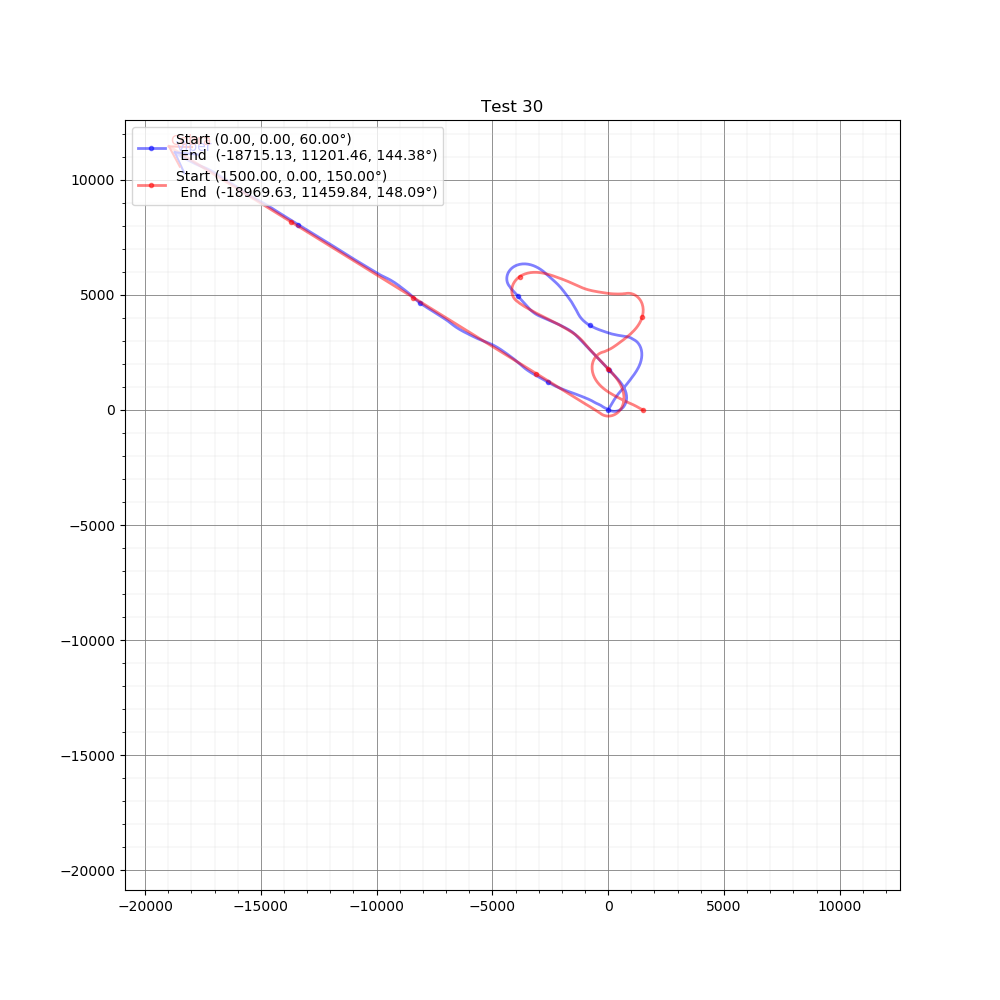 Test 30
Start (0.00, 0.00, 60.00°)
End (-18715.13, 11201.46, 144.38°)
Start (1500.00, 0.00, 150.00°)
End (-18969.63, 11459.84, 148.09°)
10000
5000
0
−5000
−10000
−15000
−20000
−20000 −15000 −10000 −5000 0 5000 10000